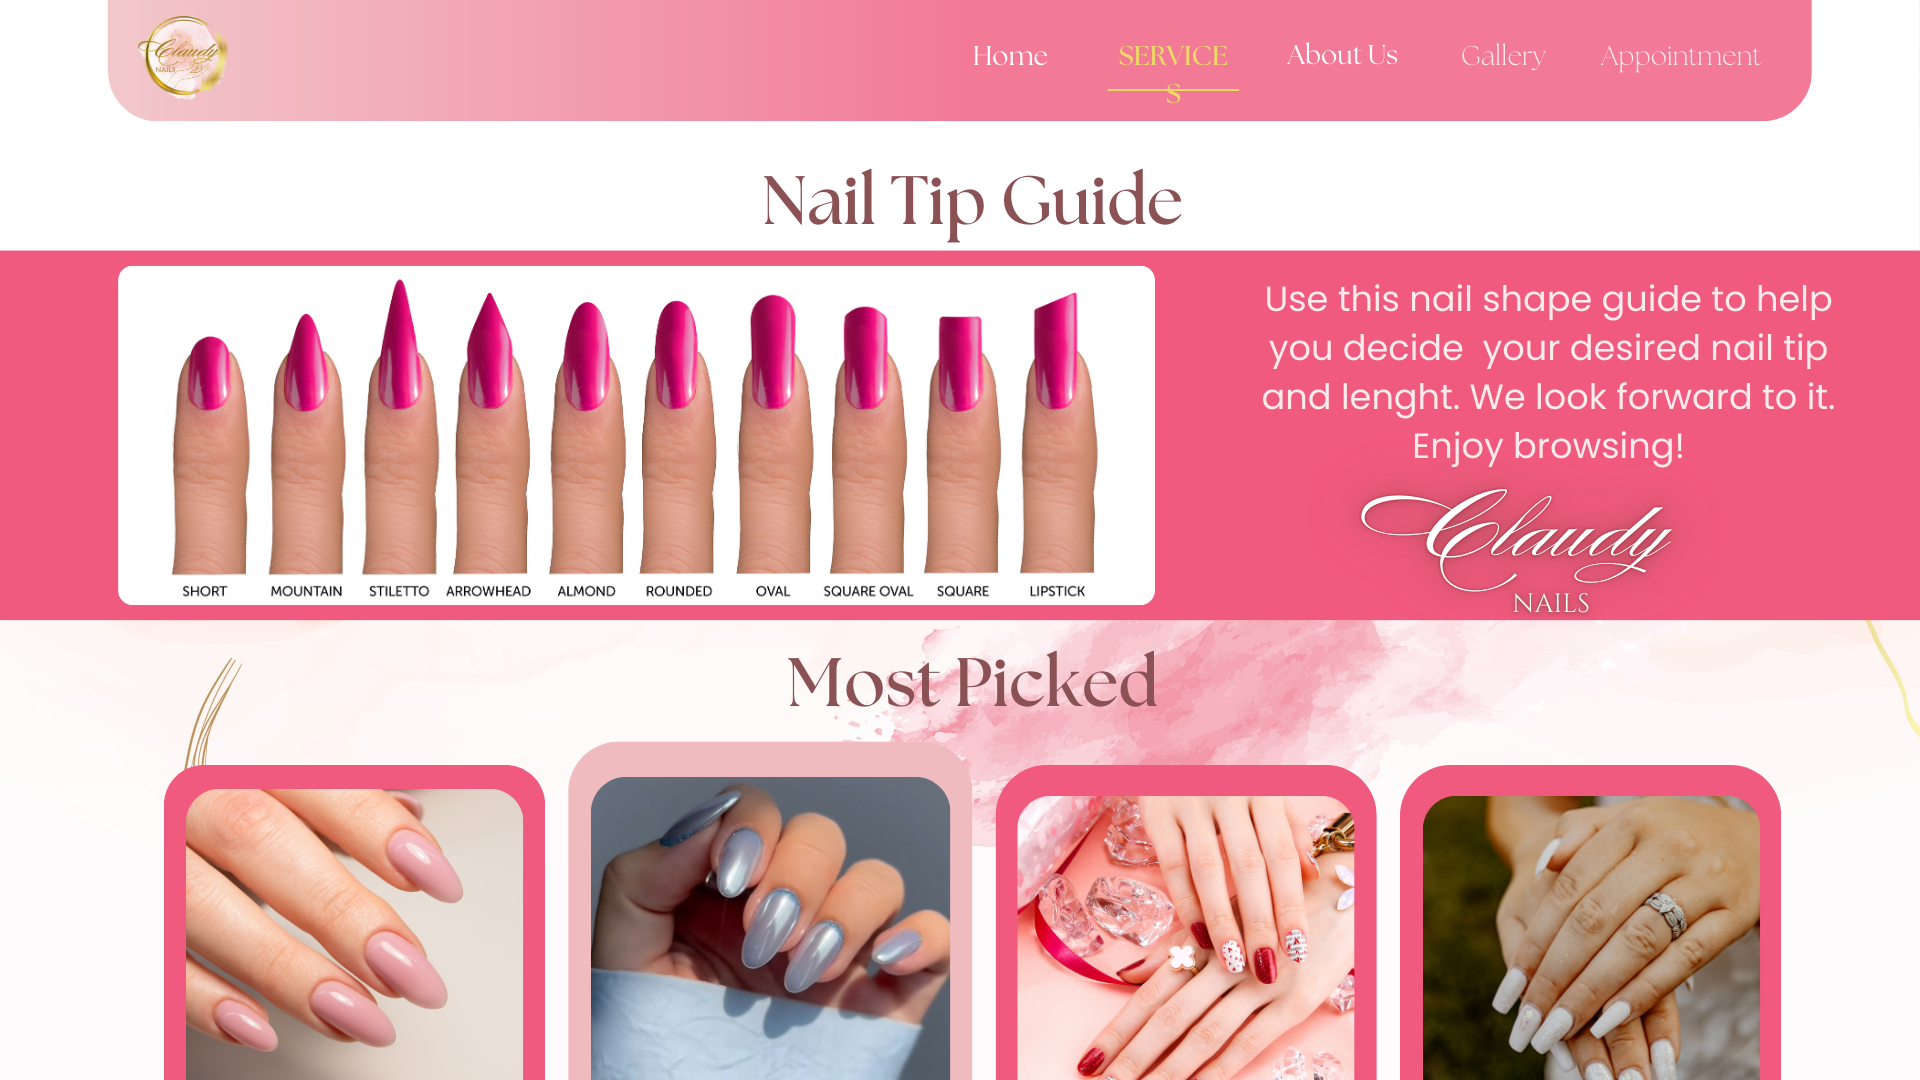 Claudy
NAILS
Home
SERVICE
S
About Us
Gallery
Appointment
Nail Tip Guide
SHORT
MOUNTAIN
STILETTO
ARROWHEAD
ALMOND
ROUNDED
OVAL
SQUARE OVAL
SQUARE
LIPSTICK
Use this nail shape guide to help
you decide your desired nail tip
and lenght. We look forward to it.
Enjoy browsing!
Claudy
NAILS
Most Picked